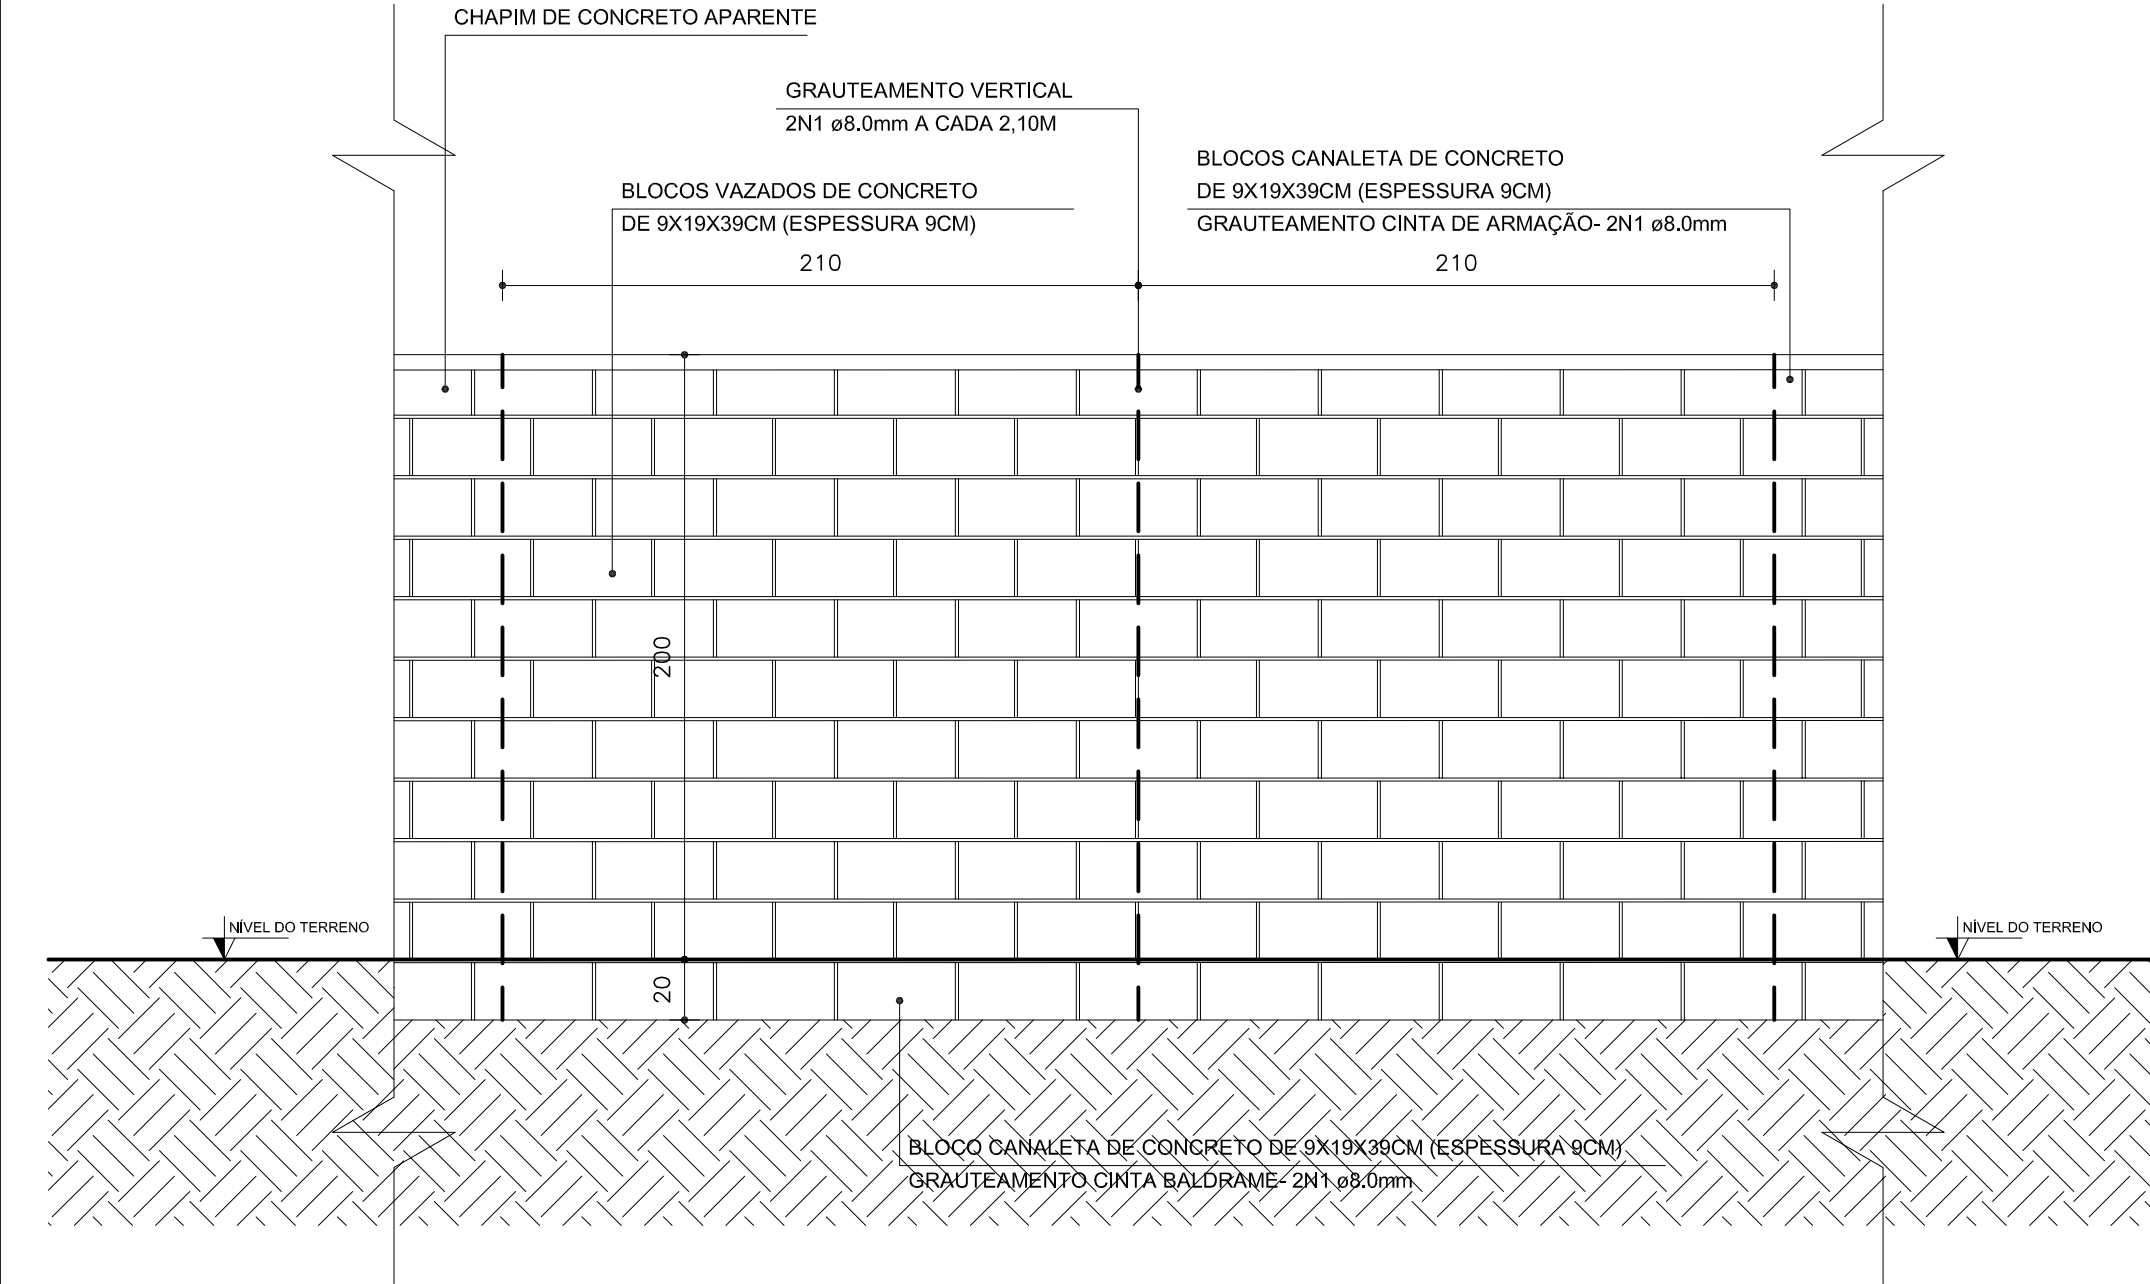 CHAPIM DE CONCRETO APARENTE
GRAUTEAMENTO VERTICAL
2N1 ø8.0mm A CADA 2,10M
BLOCOS CANALETA DE CONCRETO
DE 9X19X39CM (ESPESSURA 9CM)
GRAUTEAMENTO CINTA DE ARMAÇÃO- 2N1 ø8.0mm
BLOCOS VAZADOS DE CONCRETO
DE 9X19X39CM (ESPESSURA 9CM)
210
210
200
NÍVEL DO TERRENO
NÍVEL DO TERRENO
20
BLOCO CANALETA DE CONCRETO DE 9X19X39CM (ESPESSURA 9CM)
GRAUTEAMENTO CINTA BALDRAME- 2N1 ø8.0mm